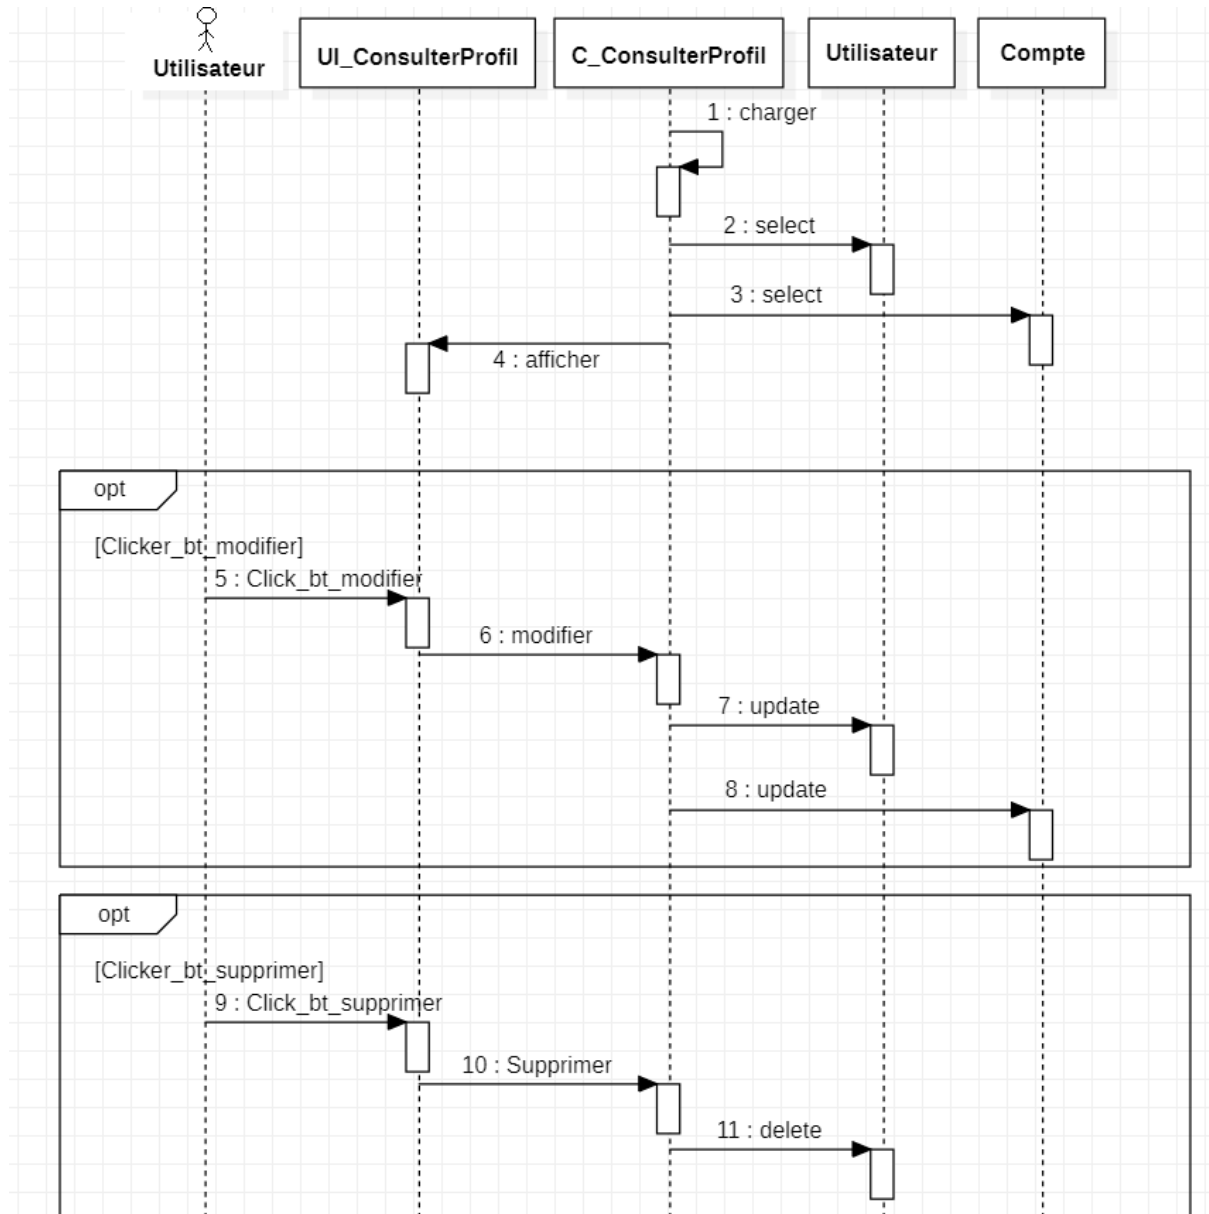 Utilisateur
UI_ConsulterProfil
C_ConsulterProfil
Utilisateur
Compte
1 : charger
2 : select
3 : select
4 : afficher
opt
[Clicker_bt_modifier]
5 : Click_bt_modifier
6 : modifier
7 : update
8 : update
opt
[Clicker_bt_supprimer]
9 : Click_bt_supprimer
10 : Supprimer
11 : delete